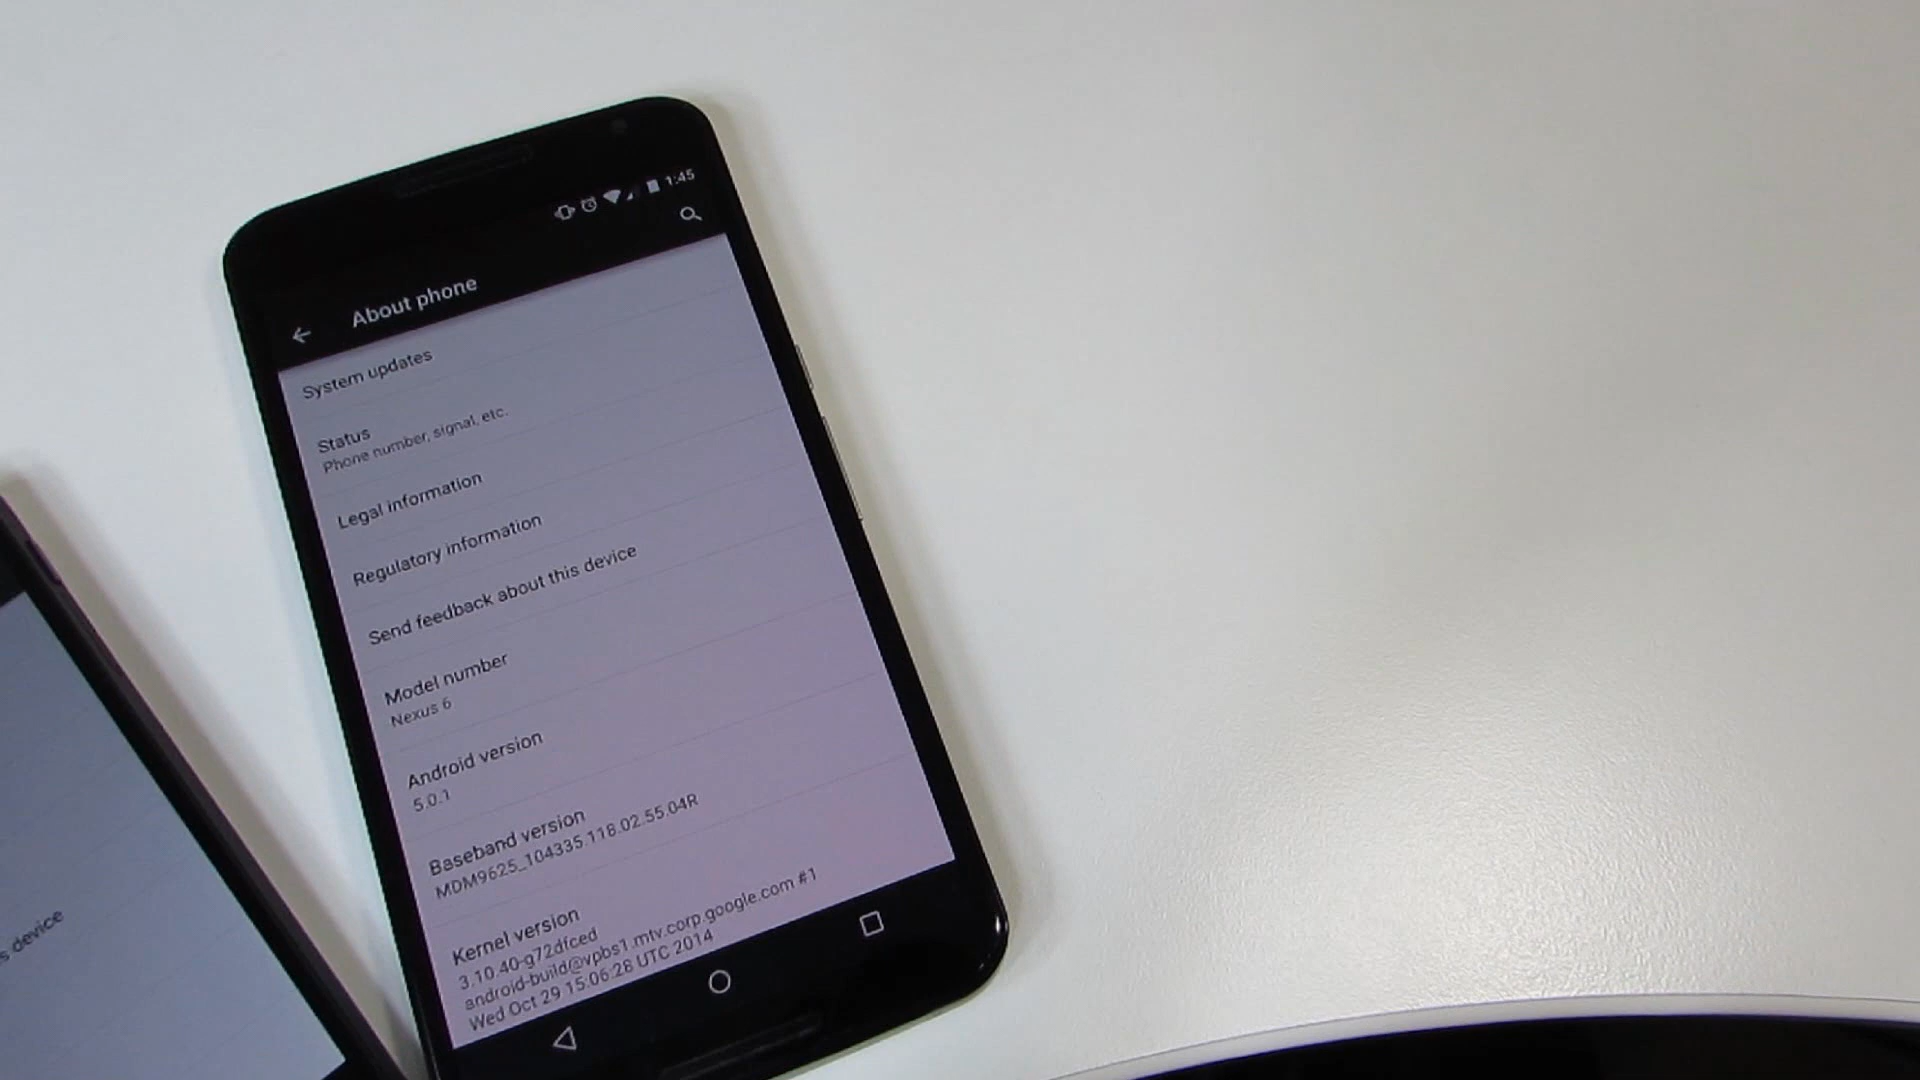 1:45
About phone
System updates
Status
Phone number, signal, etc.
Legal information
Regulatory information
Send feedback about this device
Model number
Nexus 6
Android version
5.0.1
Baseband version
MDM9625_104335.118.02.55.04R
Kernel version
3.10.40-g72dfced
android-build@vpbs1.mtv.corp.google.com #1
Wed Oct 29 15:06:28 UTC 2014
device